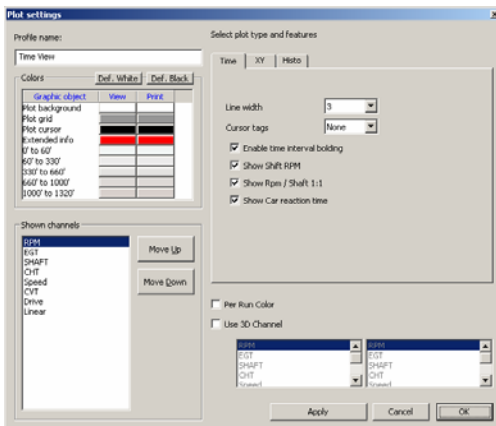 Plot settings
Profile name:
Time View
Colors
Def. White
Def. Black
Graphic object View Print
Plot background
Plot grid
Plot cursor
Extended info
0' to 60'
60' to 330'
330' to 660'
660' to 1000'
1000' to 1320'
Shown channels
RPM
EGT
SHAFT
CHT
Speed
CVT
Drive
Linear
Move Up
Move Down
Select plot type and features
Time XY Histo
Line width 3
Cursor tags None
Enable time interval bolding
Show Shift RPM
Show Rpm / Shaft 1:1
Show Car reaction time
Per Run Color
Use 3D Channel
RPM
EGT
SHAFT
CHT
Speed
RPM
EGT
SHAFT
CHT
Speed
Apply Cancel OK